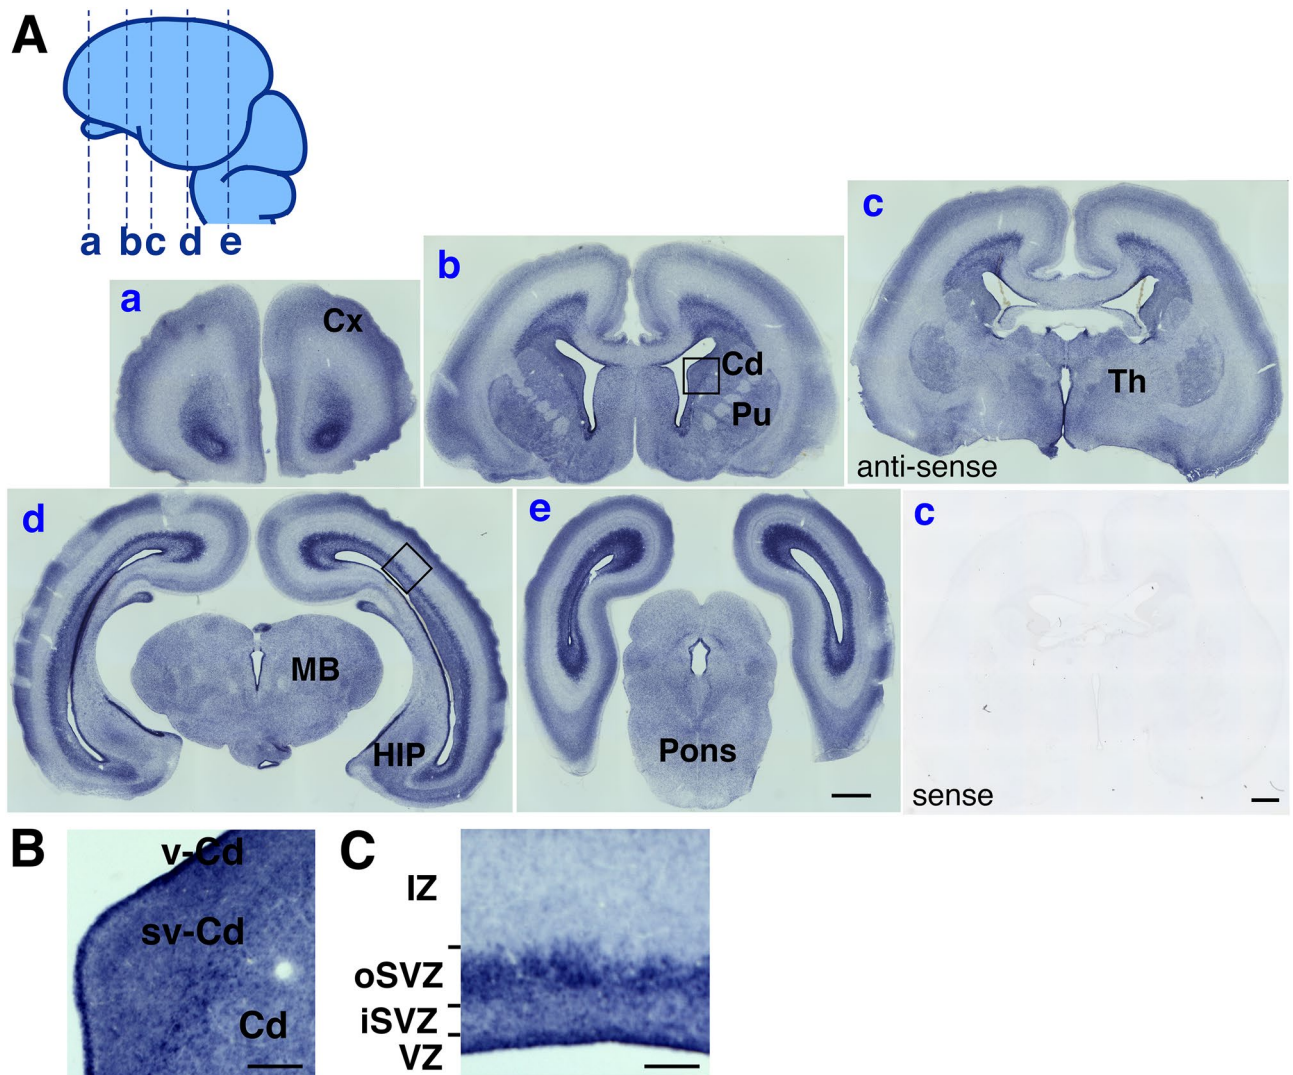 A
a b c d e
a
Cx
b
Cd
Pu
c
Th
anti-sense
d
MB
HIP
e
Pons
c
sense
B
v-Cd
sv-Cd
Cd
C
IZ
oSVZ
iSVZ
VZ